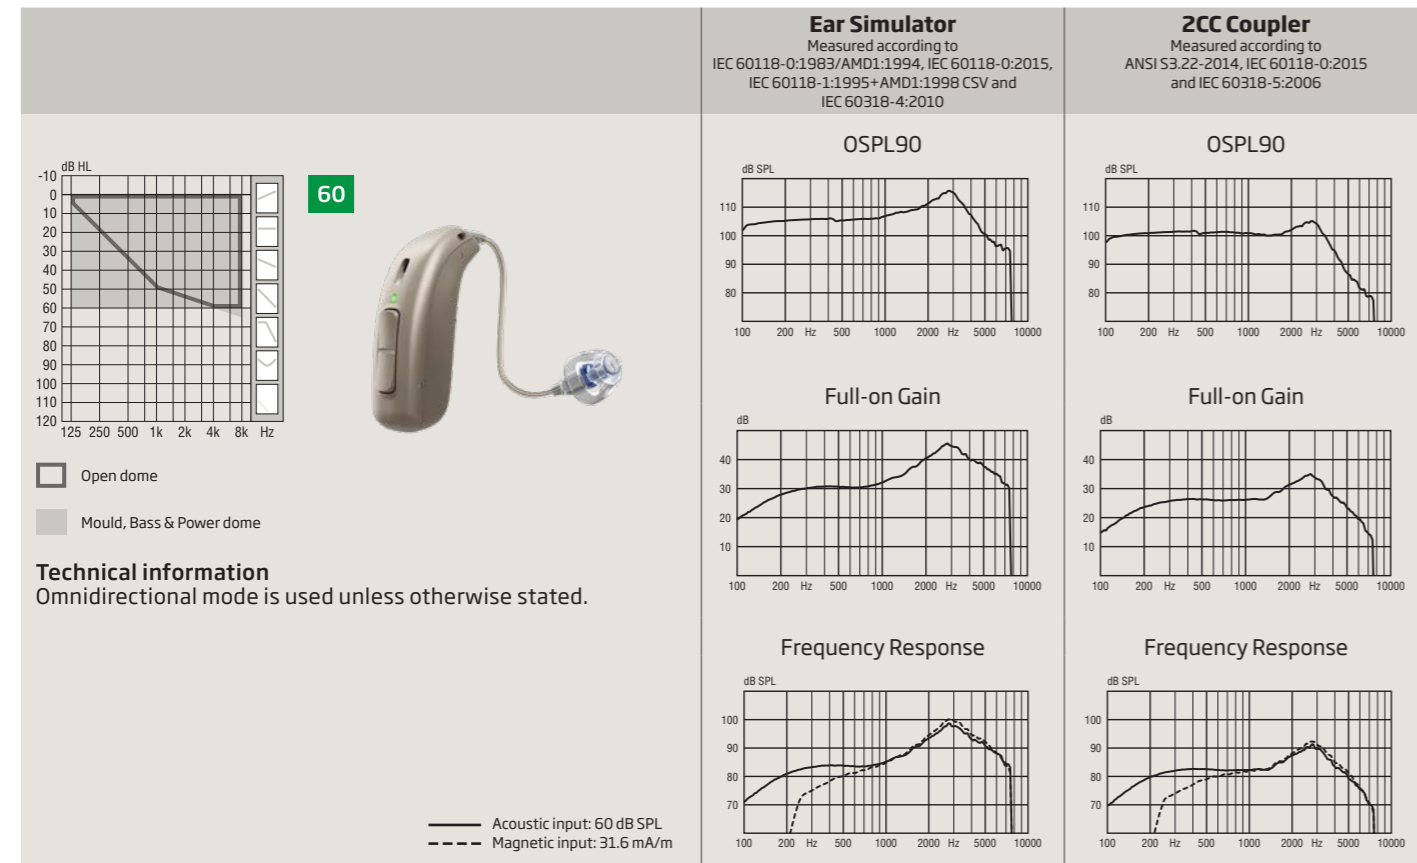 Ear Simulator
Measured according to
IEC 60118-0:1983/AMD1:1994, IEC 60118-0:2015,
IEC 60118-1:1995+AMD1:1998 CSV and
IEC 60318-4:2010
2CC Coupler
Measured according to
ANSI S3.22-2014, IEC 60118-0:2015
and IEC 60318-5:2006
dB HL
-10
0
10
20
30
40
50
60
70
80
90
100
110
120
125 250 500 1k 2k 4k 8k Hz
60
Open dome
Mould, Bass & Power dome
Technical information
Omnidirectional mode is used unless otherwise stated.
Acoustic input: 60 dB SPL
Magnetic input: 31.6 mA/m
OSPL90
dB SPL
110
100
90
80
100 200 Hz 500 1000 2000 Hz 5000 10000
Full-on Gain
dB
40
30
20
10
100 200 Hz 500 1000 2000 Hz 5000 10000
Frequency Response
dB SPL
100
90
80
70
100 200 Hz 500 1000 2000 Hz 5000 10000
OSPL90
dB SPL
110
100
90
80
100 200 Hz 500 1000 2000 Hz 5000 10000
Full-on Gain
dB
40
30
20
10
100 200 Hz 500 1000 2000 Hz 5000 10000
Frequency Response
dB SPL
100
90
80
70
100 200 Hz 500 1000 2000 Hz 5000 10000